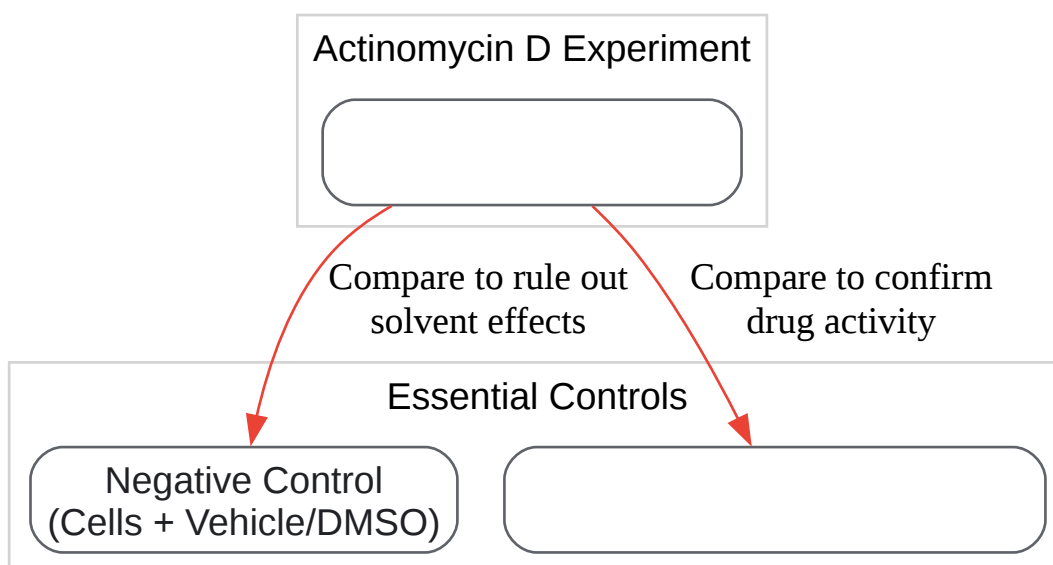 Actinomycin D Experiment
Compare to rule out
solvent effects
Compare to confirm
drug activity
Essential Controls
Negative Control
(Cells + Vehicle/DMSO)